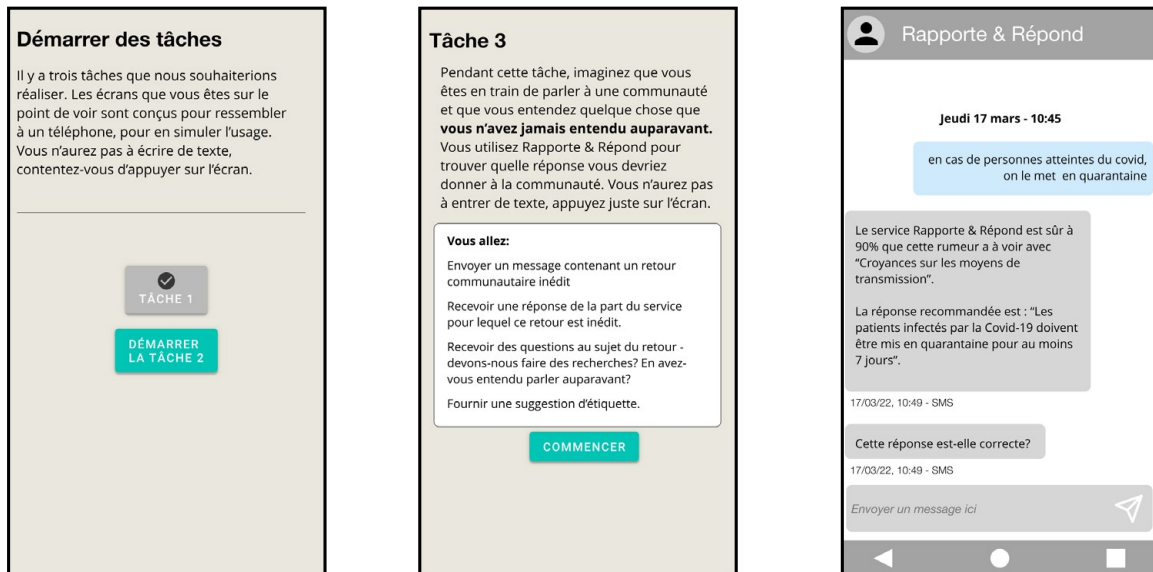 Démarrer des tâches
Il y a trois tâches que nous souhaiterions
réaliser. Les écrans que vous êtes sur le
point de voir sont conçus pour ressembler
à un téléphone, pour en simuler l'usage.
Vous n'aurez pas à écrire de texte,
contentez-vous d'appuyer sur l'écran.
TÂCHE 1
DÉMARRER
LA TÂCHE 2
Tâche 3
Pendant cette tâche, imaginez que vous
êtes en train de parler à une communauté
et que vous entendez quelque chose que
vous n'avez jamais entendu auparavant.
Vous utilisez Rapporte & Répond pour
trouver quelle réponse vous devriez
donner à la communauté. Vous n'aurez pas
à entrer de texte, appuyez juste sur l'écran.
Vous allez:
Envoyer un message contenant un retour
communautaire inédit
Recevoir une réponse de la part du service
pour lequel ce retour est inédit.
Recevoir des questions au sujet du retour -
devons-nous faire des recherches? En avez-
vous entendu parler auparavant?
Fournir une suggestion d'étiquette.
COMMENCER
Rapporte & Répond
Jeudi 17 mars - 10:45
en cas de personnes atteintes du covid,
on le met en quarantaine
Le service Rapporte & Répond est sûr à
90% que cette rumeur a à voir avec
"Croyances sur les moyens de
transmission".
La réponse recommandée est : "Les
patients infectés par la Covid-19 doivent
être mis en quarantaine pour au moins
7 jours".
17/03/22, 10:49 - SMS
Cette réponse est-elle correcte?
17/03/22, 10:49 - SMS
Envoyer un message ici